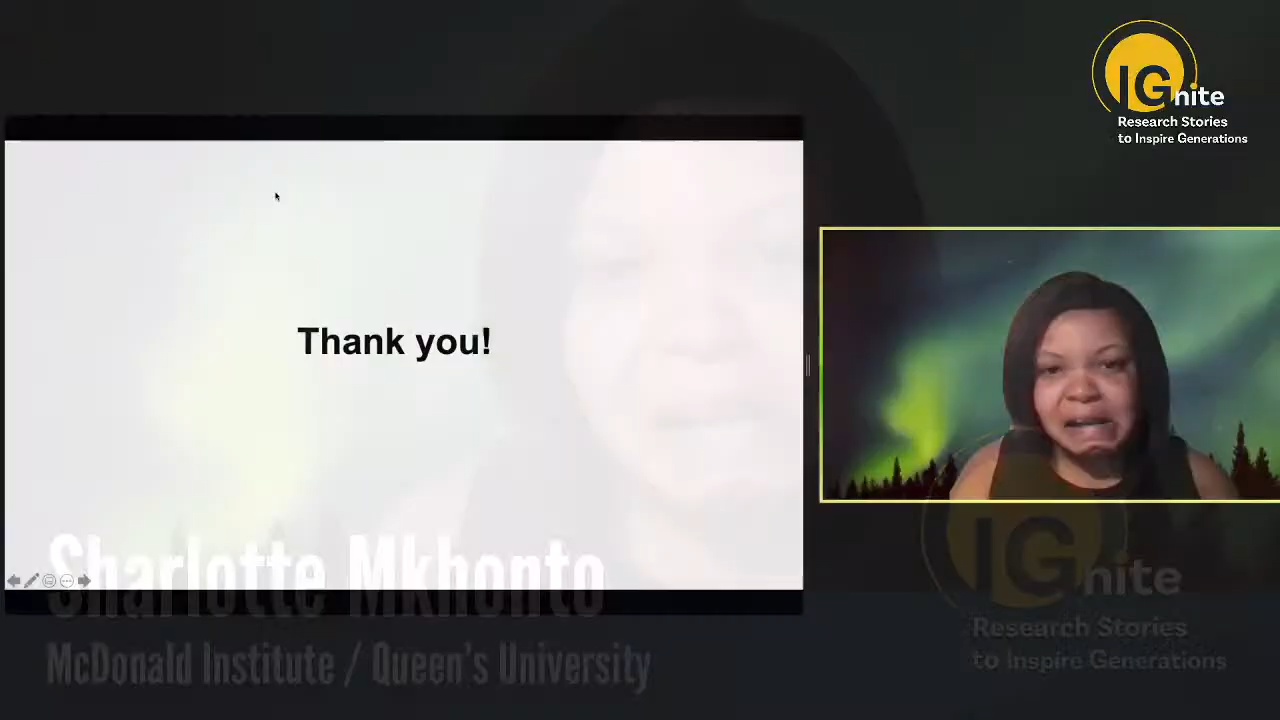 IGnite
Research Stories
to Inspire Generations
Thank you!
Sharlotte Mkhonto
McDonald Institute / Queen's University
IGnite
Research Stories
to Inspire Generations